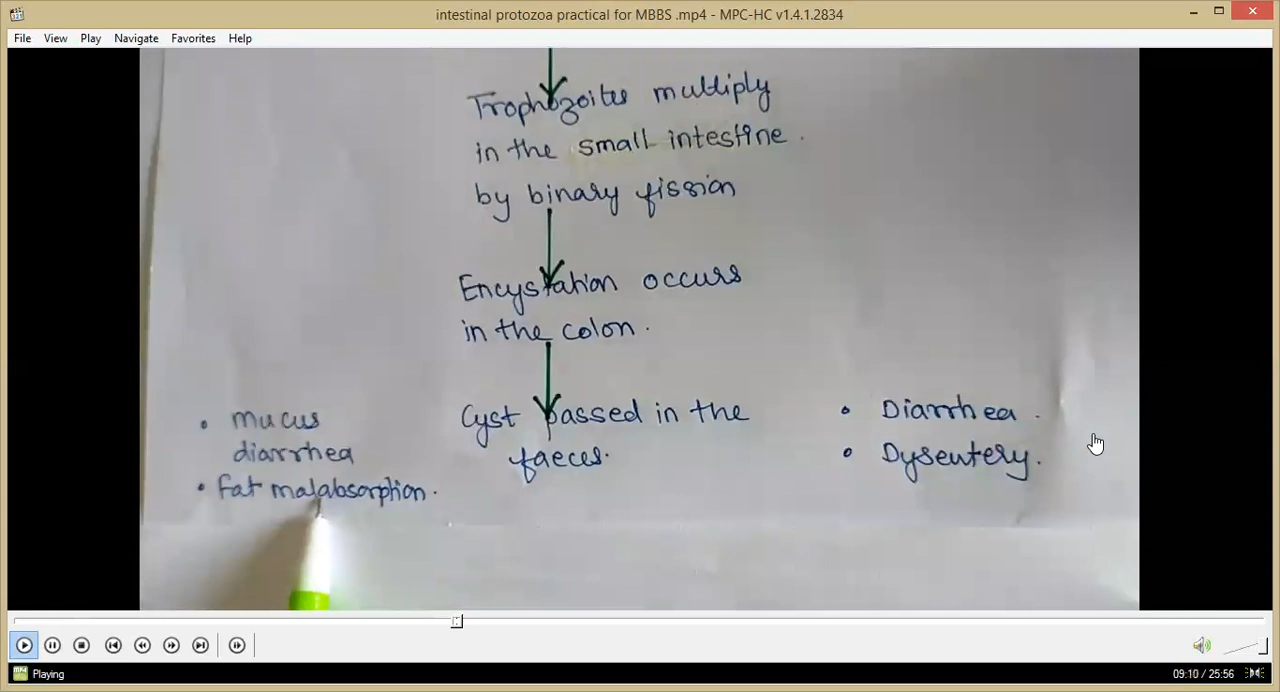 intestinal protozoa practical for MBBS .mp4 - MPC-HC v1.4.1.2834
File View Play Navigate Favorites Help
Trophozoites multiply
in the small intestine.
by binary fission
Encystation occurs
in the colon.
• mucus
diarrhea
• fat malabsorption.
Cyst passed in the
faeces.
• Diarrhea.
• Dysentery.
Playing
09:10 / 25:56